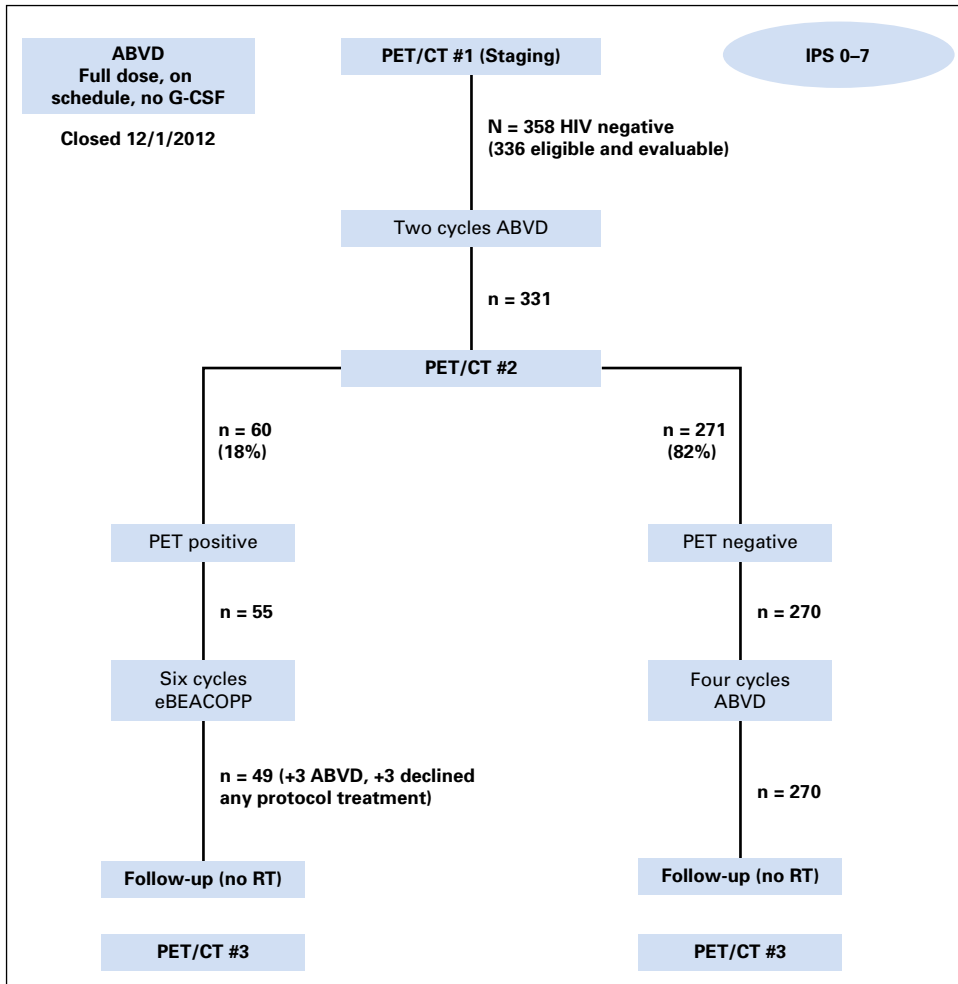 ABVD
Full dose, on
schedule, no G-CSF
Closed 12/1/2012
PET/CT #1 (Staging)
IPS 0–7
N = 358 HIV negative
(336 eligible and evaluable)
Two cycles ABVD
n = 331
PET/CT #2
n = 60
(18%)
n = 271
(82%)
PET positive
PET negative
n = 55
n = 270
Six cycles
eBEACOPP
Four cycles
ABVD
n = 49 (+3 ABVD, +3 declined
any protocol treatment)
n = 270
Follow-up (no RT)
Follow-up (no RT)
PET/CT #3
PET/CT #3